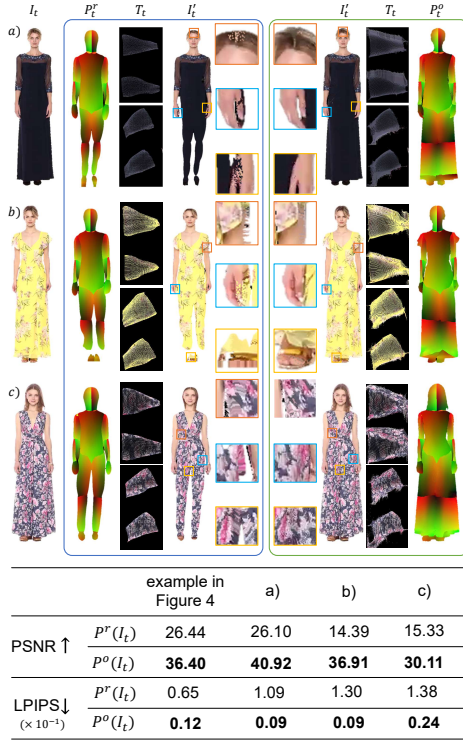 I_t P_t^r T_t I_t' I_t' T_t P_t^o
a)
b)
c)
example in Figure 4 a) b) c)
PSNR ↑ P^r(I_t) 26.44 26.10 14.39 15.33
P^o(I_t) 36.40 40.92 36.91 30.11
LPIPS↓ (× 10^-1) P^r(I_t) 0.65 1.09 1.30 1.38
P^o(I_t) 0.12 0.09 0.09 0.24